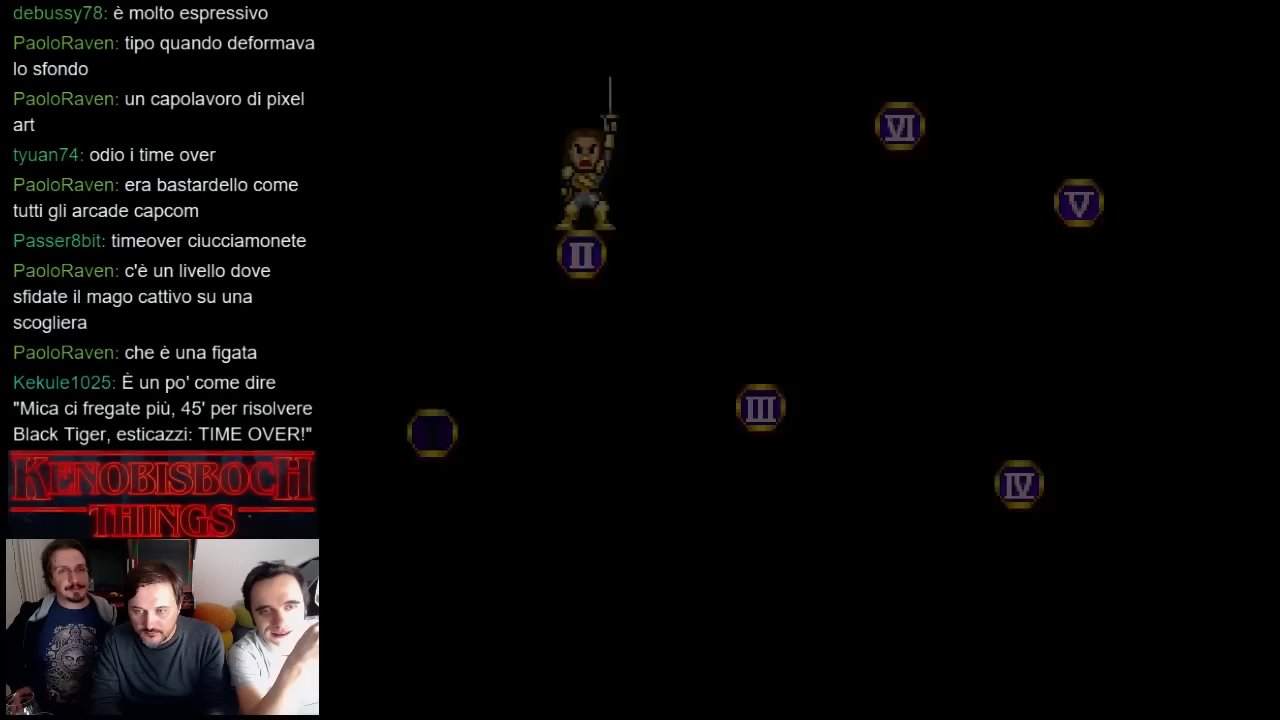 debussy78: è molto espressivo
PaoloRaven: tipo quando deformava
lo sfondo
PaoloRaven: un capolavoro di pixel
art
tyuan74: odio i time over
PaoloRaven: era bastardello come
tutti gli arcade capcom
Passer8bit: timeover ciucciamonete
PaoloRaven: c'è un livello dove
sfidate il mago cattivo su una
scogliera
PaoloRaven: che è una figata
Kekule1025: È un po' come dire
"Mica ci fregate più, 45' per risolvere
Black Tiger, esticazzi: TIME OVER!"
KENOBISBOCH
THINGS
VI
V
II
III
I
IV